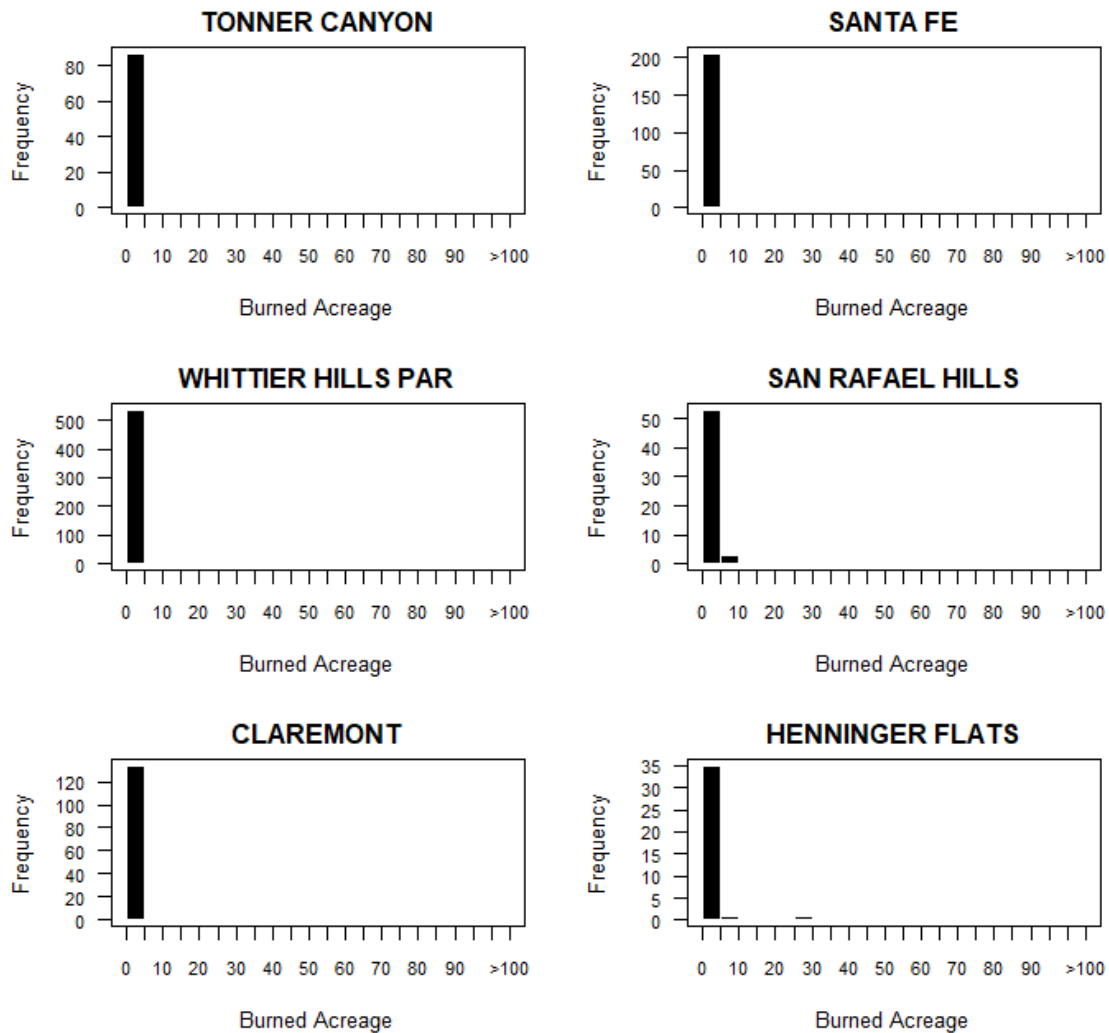 TONNER CANYON
Frequency
80
60
40
20
0
0 10 20 30 40 50 60 70 80 90 >100
Burned Acreage
SANTA FE
Frequency
200
150
100
50
0
0 10 20 30 40 50 60 70 80 90 >100
Burned Acreage
WHITTIER HILLS PAR
Frequency
500
400
300
200
100
0
0 10 20 30 40 50 60 70 80 90 >100
Burned Acreage
SAN RAFAEL HILLS
Frequency
50
40
30
20
10
0
0 10 20 30 40 50 60 70 80 90 >100
Burned Acreage
CLAREMONT
Frequency
120
100
80
60
40
20
0
0 10 20 30 40 50 60 70 80 90 >100
Burned Acreage
HENNINGER FLATS
Frequency
35
30
25
20
15
10
5
0
0 10 20 30 40 50 60 70 80 90 >100
Burned Acreage